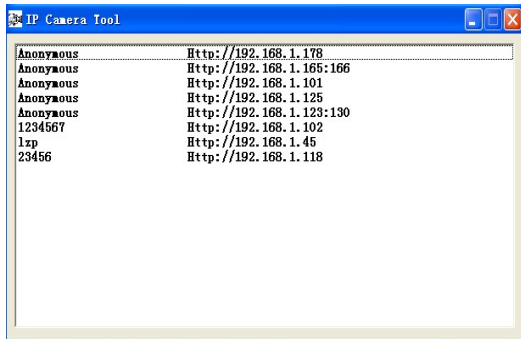 IP Camera Tool
Anonymous Http://192.168.1.178
Anonymous Http://192.168.1.165:166
Anonymous Http://192.168.1.101
Anonymous Http://192.168.1.125
Anonymous Http://192.168.1.123:130
1234567 Http://192.168.1.102
lzp Http://192.168.1.45
23456 Http://192.168.1.118